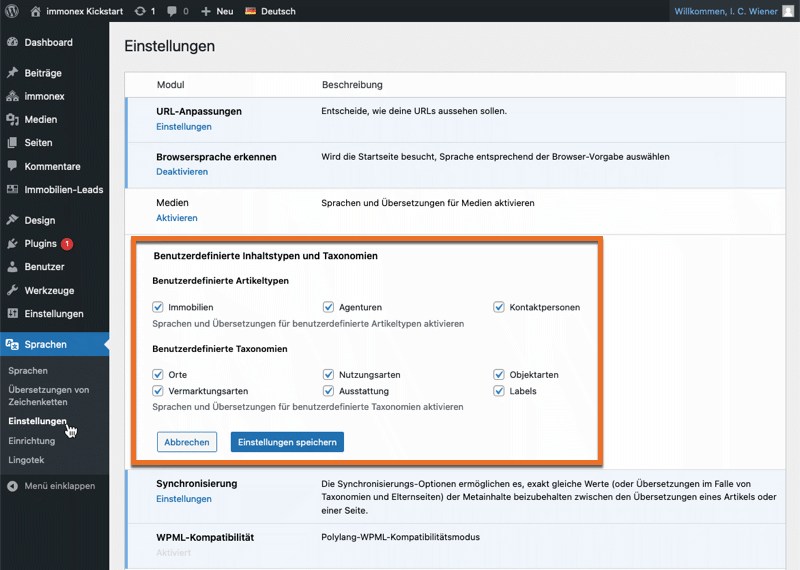 immonex Kickstart 1 0 Neu Deutsch Willkommen, I. C. Wiener
Dashboard
Beiträge
immonex
Medien
Seiten
Kommentare
Immobilien-Leads
Design
Plugins 1
Benutzer
Werkzeuge
Einstellungen
Sprachen
Sprachen
Übersetzungen von
Zeichenketten
Einstellungen
Einrichtung
Lingotek
Menü einklappen
Einstellungen
Modul Beschreibung
URL-Anpassungen Entscheide, wie deine URLs aussehen sollen.
Einstellungen
Browsersprache erkennen Wird die Startseite besucht, Sprache entsprechend der Browser-Vorgabe auswählen
Deaktivieren
Medien Sprachen und Übersetzungen für Medien aktivieren
Aktivieren
Benutzerdefinierte Inhaltstypen und Taxonomien
Benutzerdefinierte Artikeltypen
Immobilien Agenturen Kontaktpersonen
Sprachen und Übersetzungen für benutzerdefinierte Artikeltypen aktivieren
Benutzerdefinierte Taxonomien
Orte Nutzungsarten Objektarten
Vermarktungsarten Ausstattung Labels
Sprachen und Übersetzungen für benutzerdefinierte Taxonomien aktivieren
Abbrechen Einstellungen speichern
Synchronisierung Die Synchronisierungs-Optionen ermöglichen es, exakt gleiche Werte (oder Übersetzungen im Falle von
Einstellungen Taxonomien und Elternseiten) der Metainhalte beizubehalten zwischen den Übersetzungen eines Artikels oder
einer Seite.
WPML-Kompatibilität Polylang-WPML-Kompatibilitätsmodus
Aktiviert